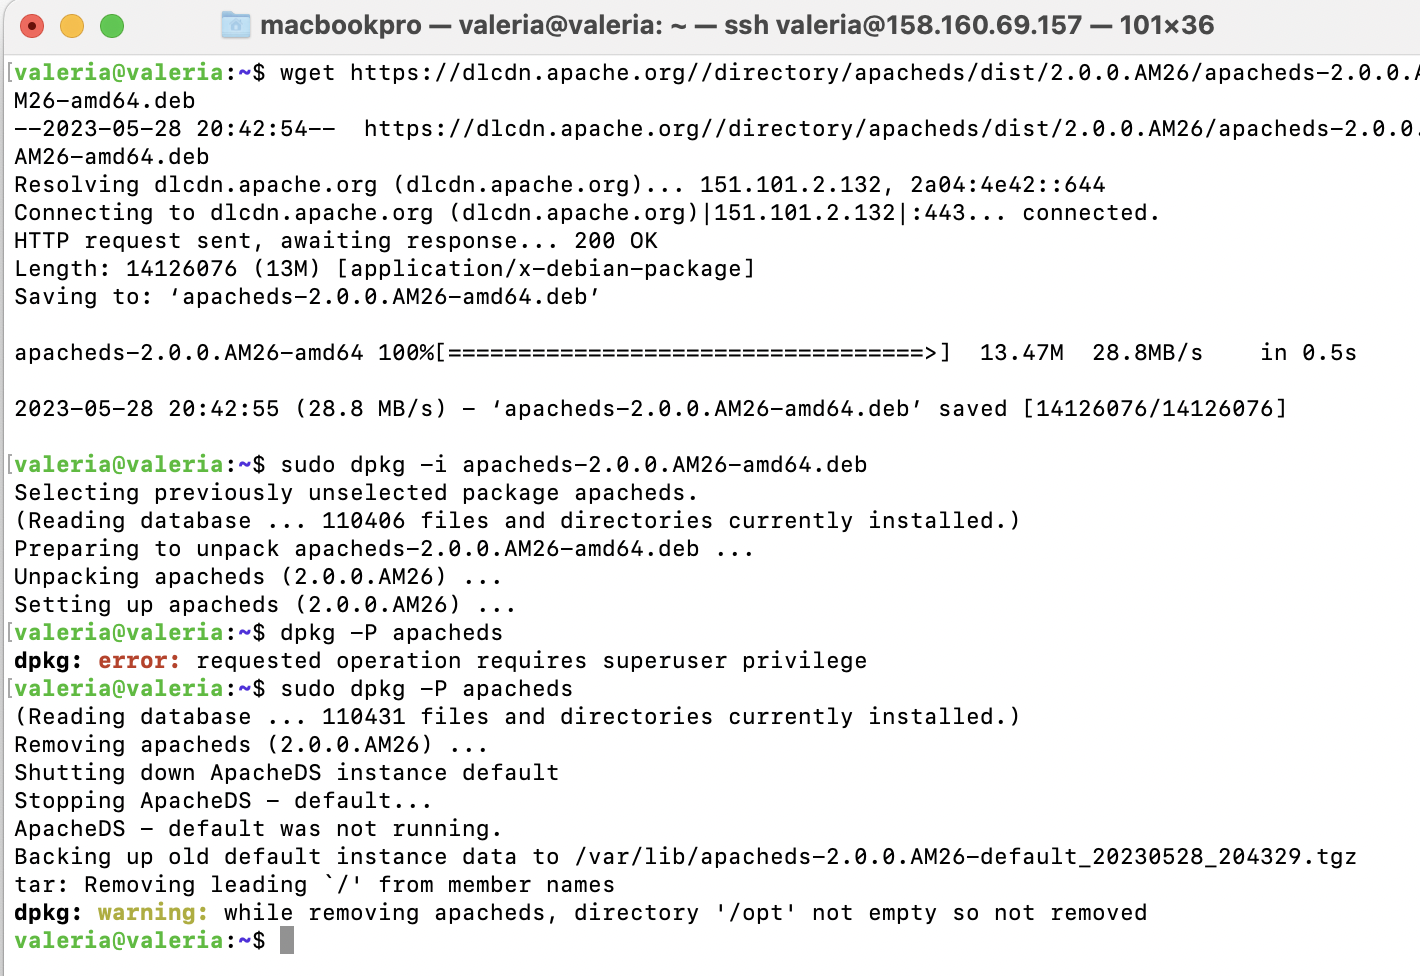 macbookpro — valeria@valeria: ~ — ssh valeria@158.160.69.157 — 101×36
[valeria@valeria:~$ wget https://dlcdn.apache.org//directory/apacheds/dist/2.0.0.AM26/apacheds-2.0.0.A
M26-amd64.deb
--2023-05-28 20:42:54--  https://dlcdn.apache.org//directory/apacheds/dist/2.0.0.AM26/apacheds-2.0.0.
AM26-amd64.deb
Resolving dlcdn.apache.org (dlcdn.apache.org)... 151.101.2.132, 2a04:4e42::644
Connecting to dlcdn.apache.org (dlcdn.apache.org)|151.101.2.132|:443... connected.
HTTP request sent, awaiting response... 200 OK
Length: 14126076 (13M) [application/x-debian-package]
Saving to: ‘apacheds-2.0.0.AM26-amd64.deb’
apacheds-2.0.0.AM26-amd64 100%[==================================>]  13.47M  28.8MB/s    in 0.5s
2023-05-28 20:42:55 (28.8 MB/s) - ‘apacheds-2.0.0.AM26-amd64.deb’ saved [14126076/14126076]
[valeria@valeria:~$ sudo dpkg -i apacheds-2.0.0.AM26-amd64.deb
Selecting previously unselected package apacheds.
(Reading database ... 110406 files and directories currently installed.)
Preparing to unpack apacheds-2.0.0.AM26-amd64.deb ...
Unpacking apacheds (2.0.0.AM26) ...
Setting up apacheds (2.0.0.AM26) ...
[valeria@valeria:~$ dpkg -P apacheds
dpkg: error: requested operation requires superuser privilege
[valeria@valeria:~$ sudo dpkg -P apacheds
(Reading database ... 110431 files and directories currently installed.)
Removing apacheds (2.0.0.AM26) ...
Shutting down ApacheDS instance default
Stopping ApacheDS - default...
ApacheDS - default was not running.
Backing up old default instance data to /var/lib/apacheds-2.0.0.AM26-default_20230528_204329.tgz
tar: Removing leading `/' from member names
dpkg: warning: while removing apacheds, directory '/opt' not empty so not removed
valeria@valeria:~$